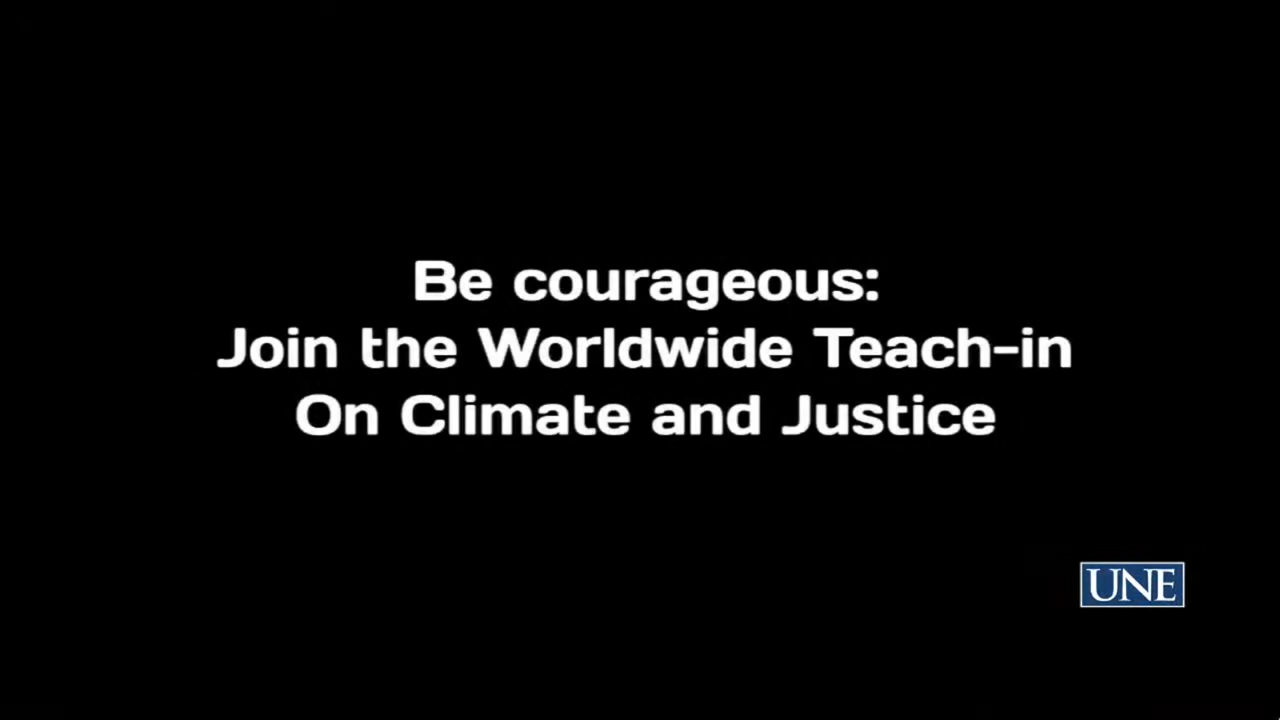 Be courageous:
Join the Worldwide Teach-in
On Climate and Justice
UNE